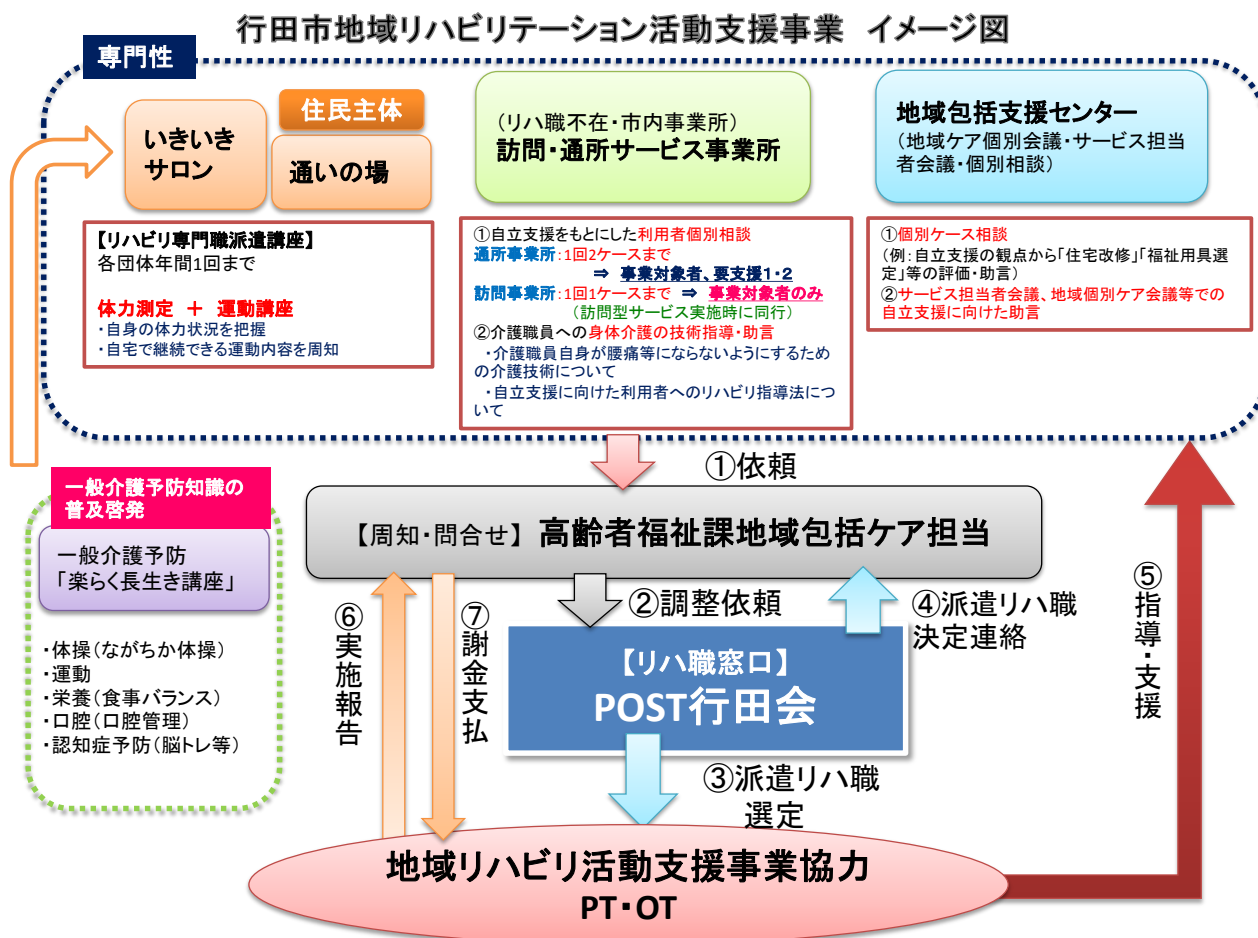 行田市地域リハビリテーション活動支援事業　イメージ図
専門性
いきいき
サロン
住民主体
通いの場
（リハ職不在・市内事業所）
訪問・通所サービス事業所
地域包括支援センター
（地域ケア個別会議・サービス担当
者会議・個別相談）
【リハビリ専門職派遣講座】
各団体年間1回まで
体力測定　＋　運動講座
・自身の体力状況を把握
・自宅で継続できる運動内容を周知
①自立支援をもとにした利用者個別相談
通所事業所：1回2ケースまで
⇒　事業対象者、要支援1・2
訪問事業所：1回1ケースまで　⇒　事業対象者のみ
（訪問型サービス実施時に同行）
②介護職員への身体介護の技術指導・助言
・介護職員自身が腰痛等にならないようにするため
の介護技術について
・自立支援に向けた利用者へのリハビリ指導法につ
いて
①個別ケース相談
（例：自立支援の観点から「住宅改修」「福祉用具選
定」等の評価・助言）
②サービス担当者会議、地域個別ケア会議等での
自立支援に向けた助言
①依頼
一般介護予防知識の
普及啓発
一般介護予防
「楽らく長生き講座」
・体操（ながちか体操）
・運動
・栄養（食事バランス）
・口腔（口腔管理）
・認知症予防（脳トレ等）
【周知・問合せ】高齢者福祉課地域包括ケア担当
⑥実施報告
⑦謝金支払
②調整依頼
④派遣リハ職
決定連絡
⑤指導・支援
【リハ職窓口】
POST行田会
③派遣リハ職
選定
地域リハビリ活動支援事業協力
PT・OT